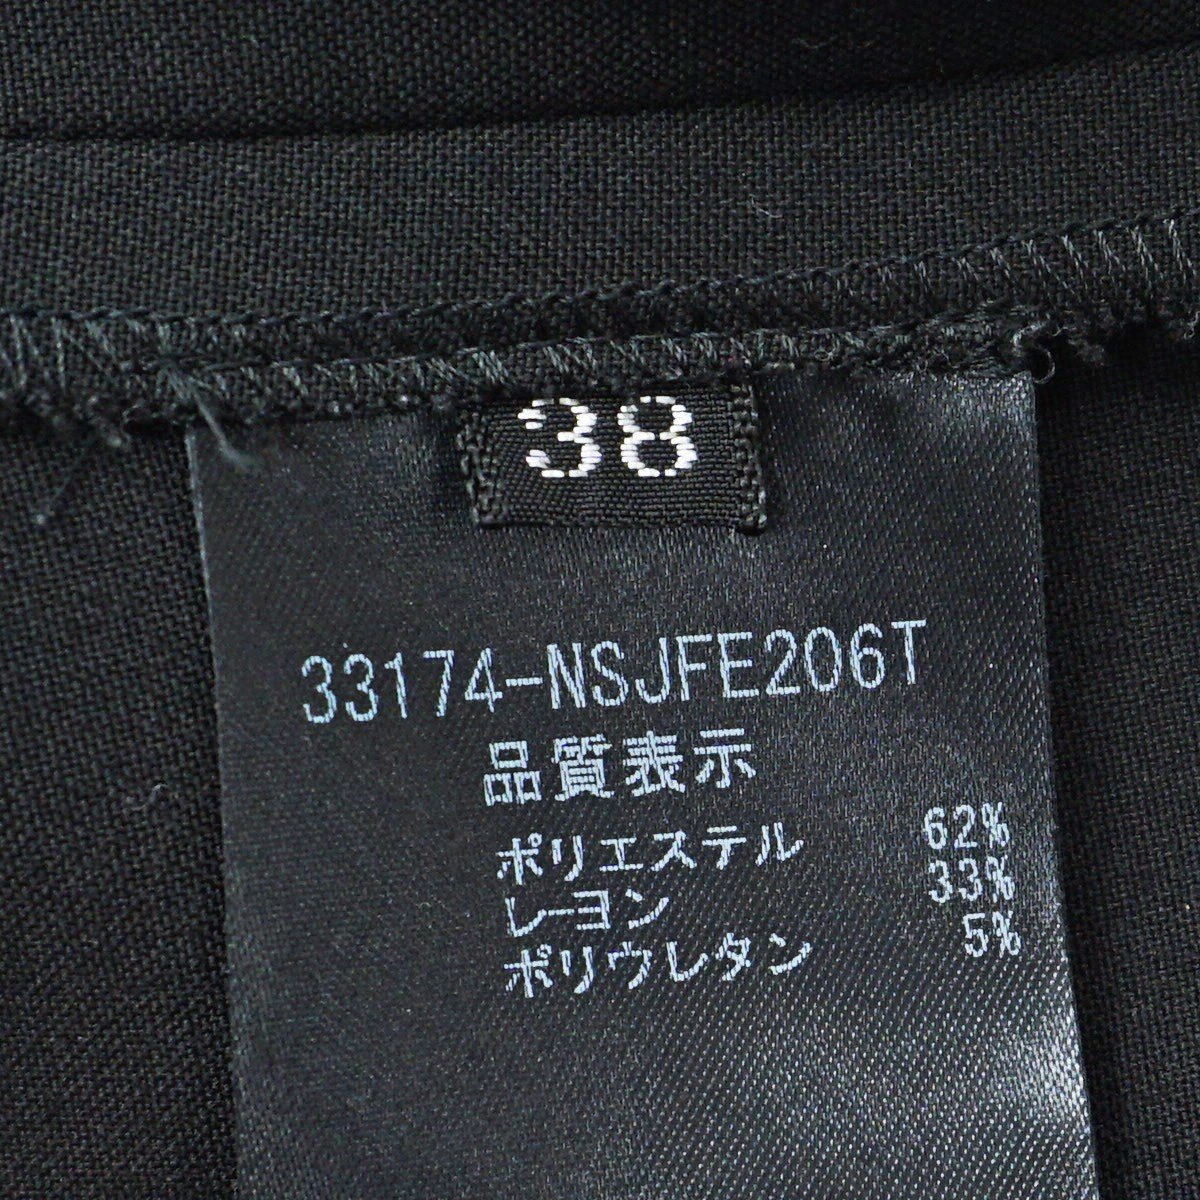 38
33174-NSJFE206T
品質表示
ポリエステル 62%
レーヨン 33%
ポリウレタン 5%